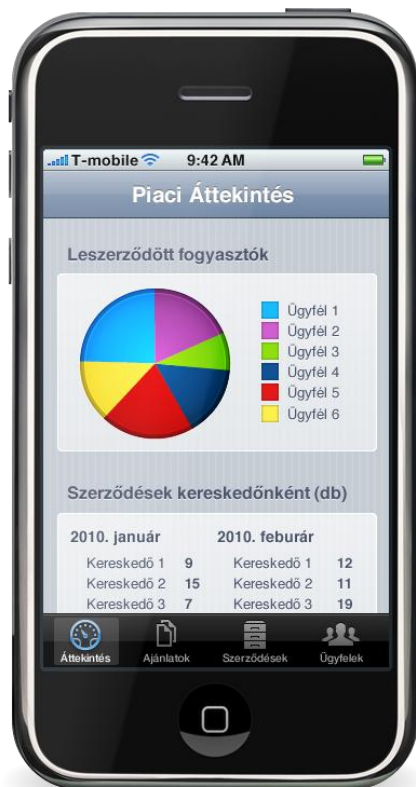 T-mobile 9:42 AM
Piaci Áttekintés
Leszerződött fogyasztók
Ügyfél 1
Ügyfél 2
Ügyfél 3
Ügyfél 4
Ügyfél 5
Ügyfél 6
Szerződések kereskedőnként (db)
2010. január 2010. feburár
Kereskedő 1 9 Kereskedő 1 12
Kereskedő 2 15 Kereskedő 2 11
Kereskedő 3 7 Kereskedő 3 19
Áttekintés Ajánlatok Szerződések Ügyfelek